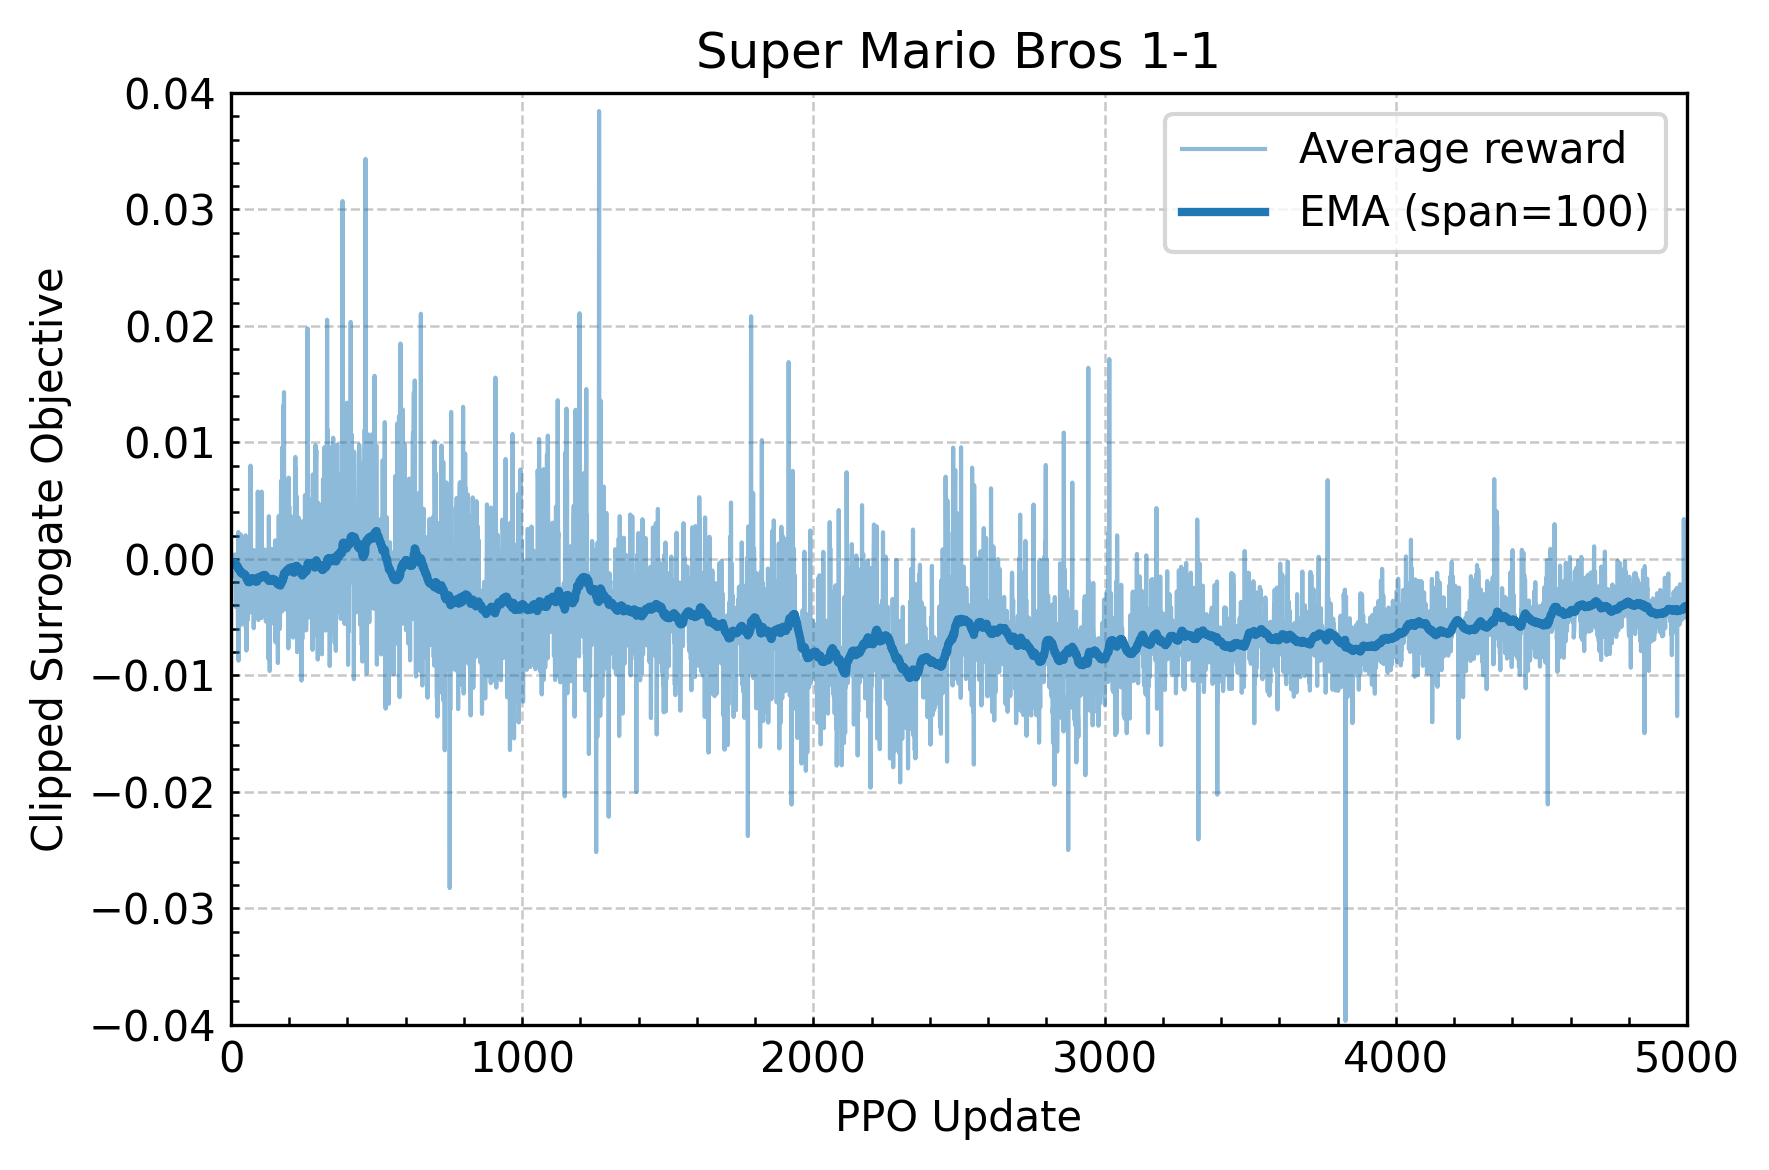 Super Mario Bros 1-1
Clipped Surrogate Objective
0.04
0.03
0.02
0.01
0.00
−0.01
−0.02
−0.03
−0.04
Average reward
EMA (span=100)
0 1000 2000 3000 4000 5000
PPO Update